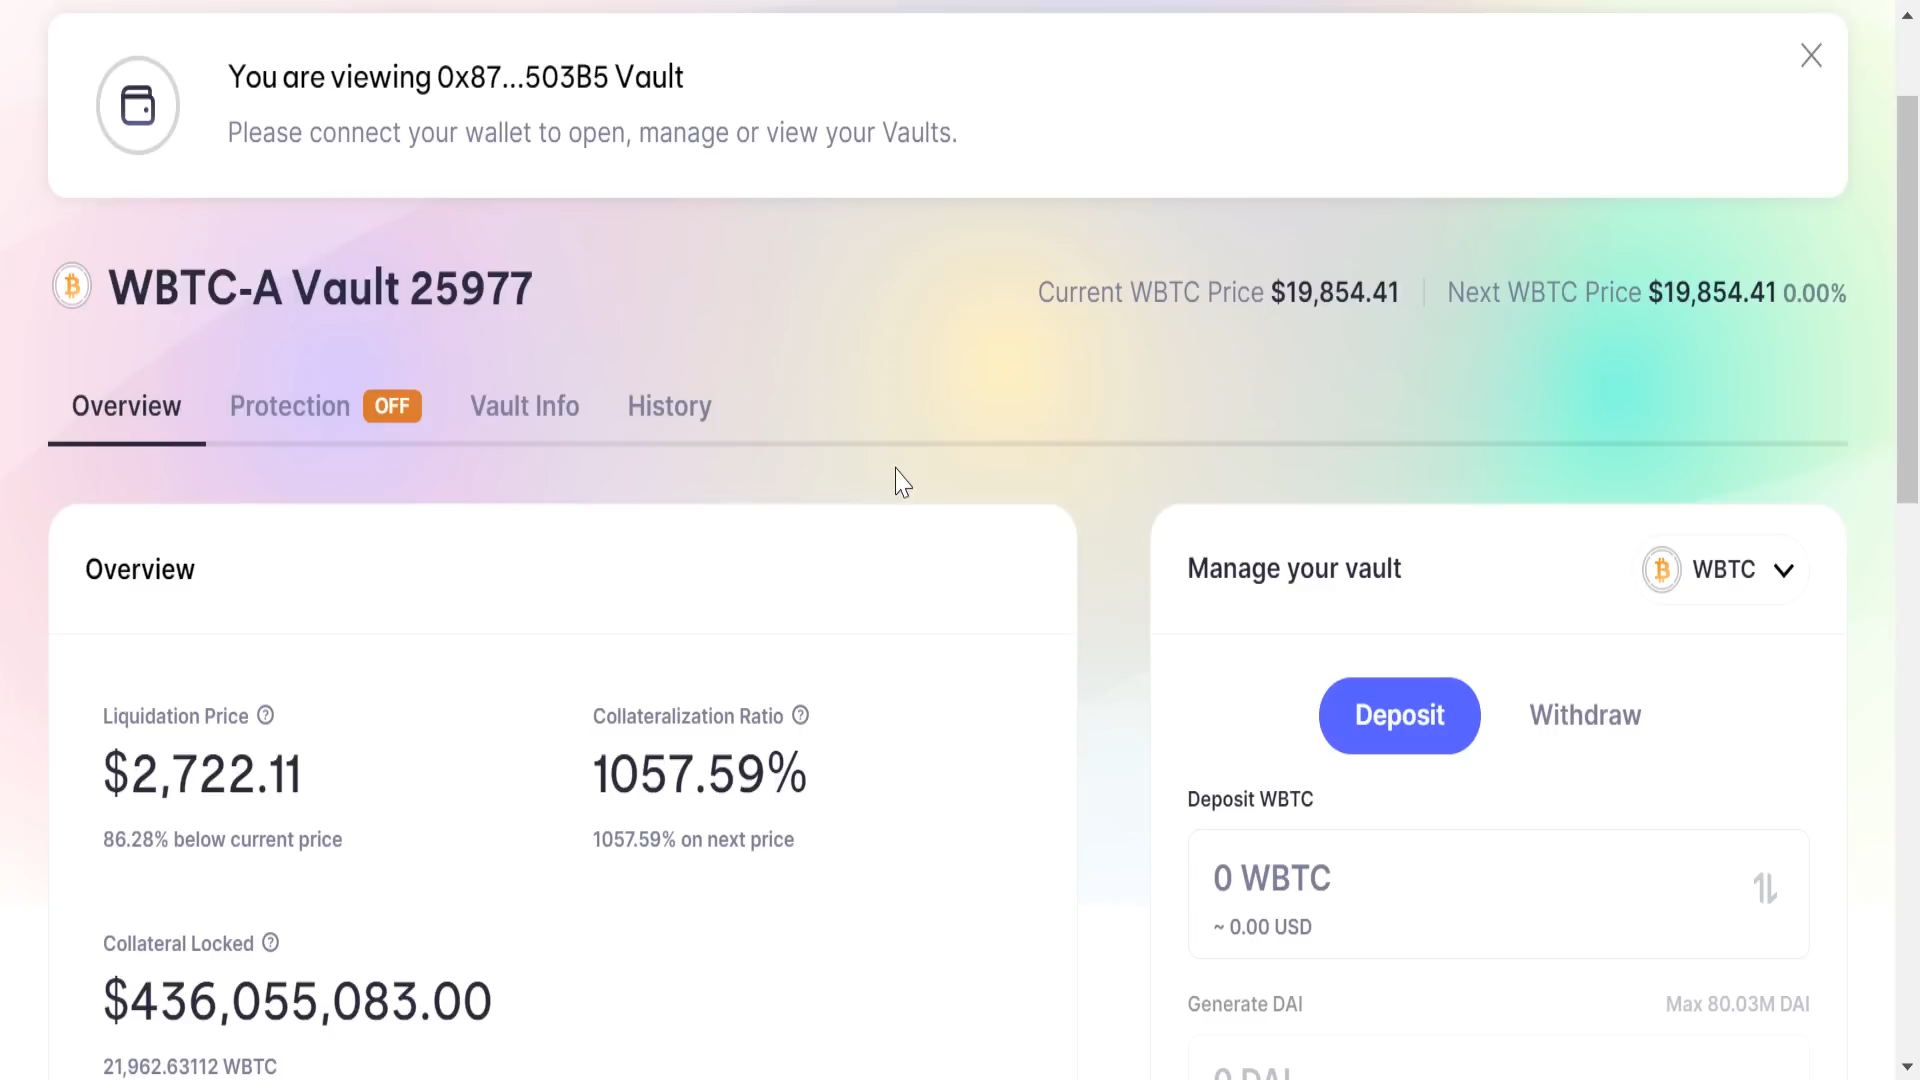 You are viewing 0x87...503B5 Vault
Please connect your wallet to open, manage or view your Vaults.
WBTC-A Vault 25977
Current WBTC Price $19,854.41
Next WBTC Price $19,854.41 0.00%
Overview
Protection OFF
Vault Info
History
Overview
Liquidation Price
$2,722.11
86.28% below current price
Collateralization Ratio
1057.59%
1057.59% on next price
Collateral Locked
$436,055,083.00
21,962.63112 WBTC
Manage your vault
WBTC
Deposit
Withdraw
Deposit WBTC
0 WBTC
~ 0.00 USD
Generate DAI
Max 80.03M DAI
0 DAI